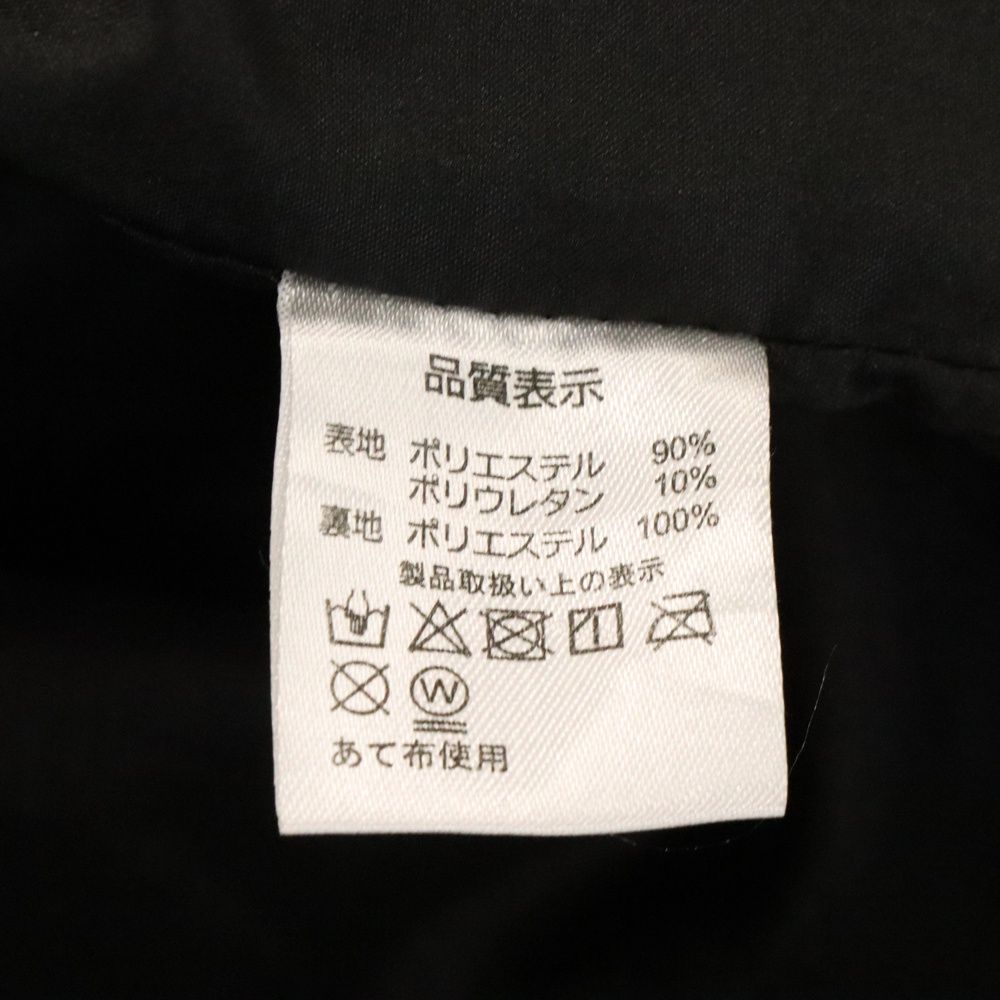 品質表示
表地 ポリエステル 90%
ポリウレタン 10%
裏地 ポリエステル 100%
製品取扱い上の表示
W
あて布使用